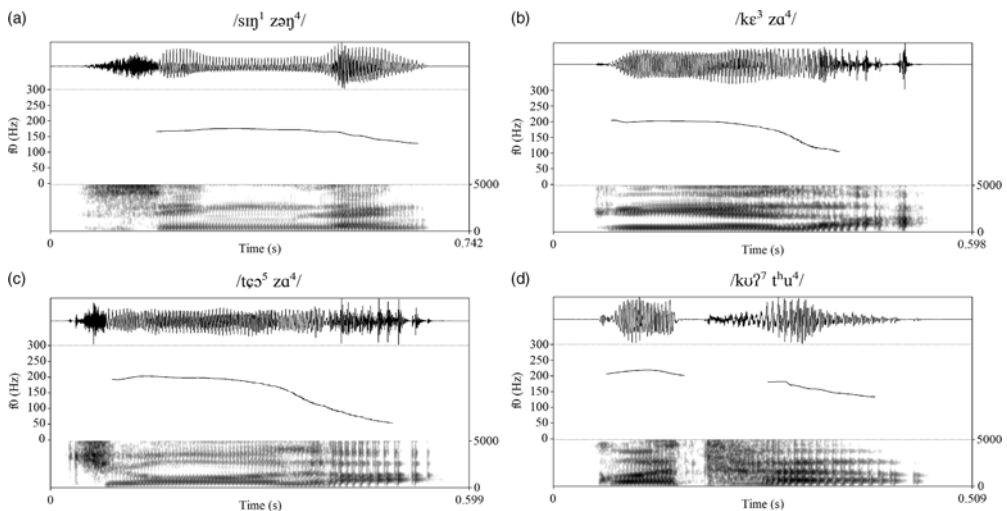 (a)
/sɪŋ¹ zəŋ⁴/
300
250
200
150
100
50
0
f0 (Hz)
5000
0
0
Time (s)
0.742
(b)
/kɛ³ zɑ⁴/
300
250
200
150
100
50
0
f0 (Hz)
5000
0
0
Time (s)
0.598
(c)
/tɕɔ⁵ zɑ⁴/
300
250
200
150
100
50
0
f0 (Hz)
5000
0
0
Time (s)
0.599
(d)
/kʊʔ⁷ tʰu⁴/
300
250
200
150
100
50
0
f0 (Hz)
5000
0
0
Time (s)
0.509